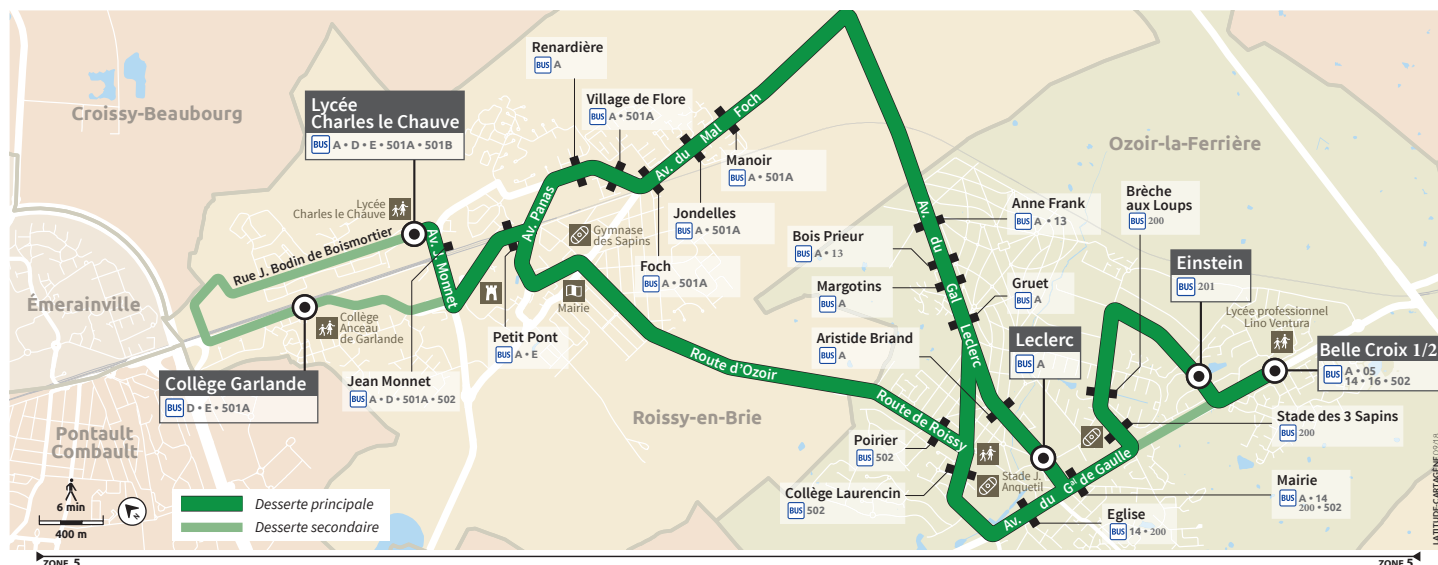 Croissy-Beaubourg
Émerainville
Pontault
Combault
Roissy-en-Brie
Ozoir-la-Ferrière
Lycée
Charles le Chauve
BUS A • D • E • 501A • 501B
Lycée
Charles le Chauve
Rue J. Bodin de Boismortier
Av. J. Monnet
Collège
Anceau
de Garlande
Collège Garlande
BUS D • E • 501A
Jean Monnet
BUS A • D • 501A • 502
Petit Pont
BUS A • E
Av. Panas
Renardière
BUS A
Village de Flore
BUS A • 501A
Av. du Mal Foch
Manoir
BUS A • 501A
Jondelles
BUS A • 501A
Foch
BUS A • 501A
Gymnase
des Sapins
Mairie
Route d'Ozoir
Route de Roissy
Av. du Gal Leclerc
Anne Frank
BUS A • 13
Bois Prieur
BUS A • 13
Margotins
BUS A
Gruet
BUS A
Aristide Briand
BUS A
Leclerc
BUS A
Poirier
BUS 502
Collège Laurencin
BUS 502
Stade J.
Anquetil
Av. du Gal de Gaulle
Eglise
BUS 14 • 200
Mairie
BUS A • 14
200 • 502
Stade des 3 Sapins
BUS 200
Brèche
aux Loups
BUS 200
Einstein
BUS 201
Lycée professionnel
Lino Ventura
Belle Croix 1/2
BUS A • 05
14 • 16 • 502
6 min
400 m
Desserte principale
Desserte secondaire
LATITUDE-CARTAGÈNE 09/18
ZONE 5
ZONE 5